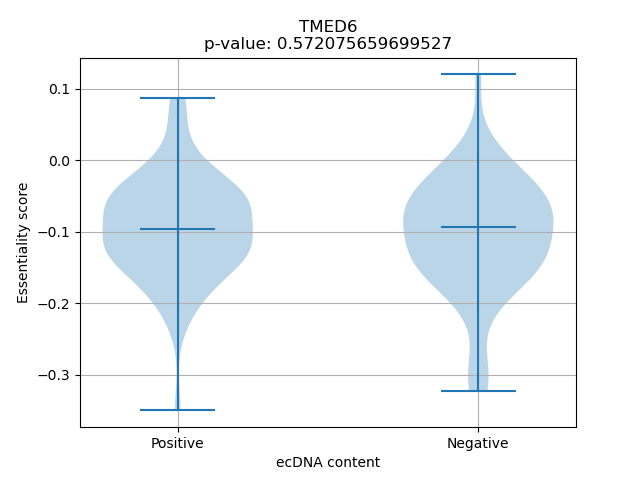 TMED6
p-value: 0.572075659699527
Essentiality score
0.1
0.0
−0.1
−0.2
−0.3
Positive
Negative
ecDNA content